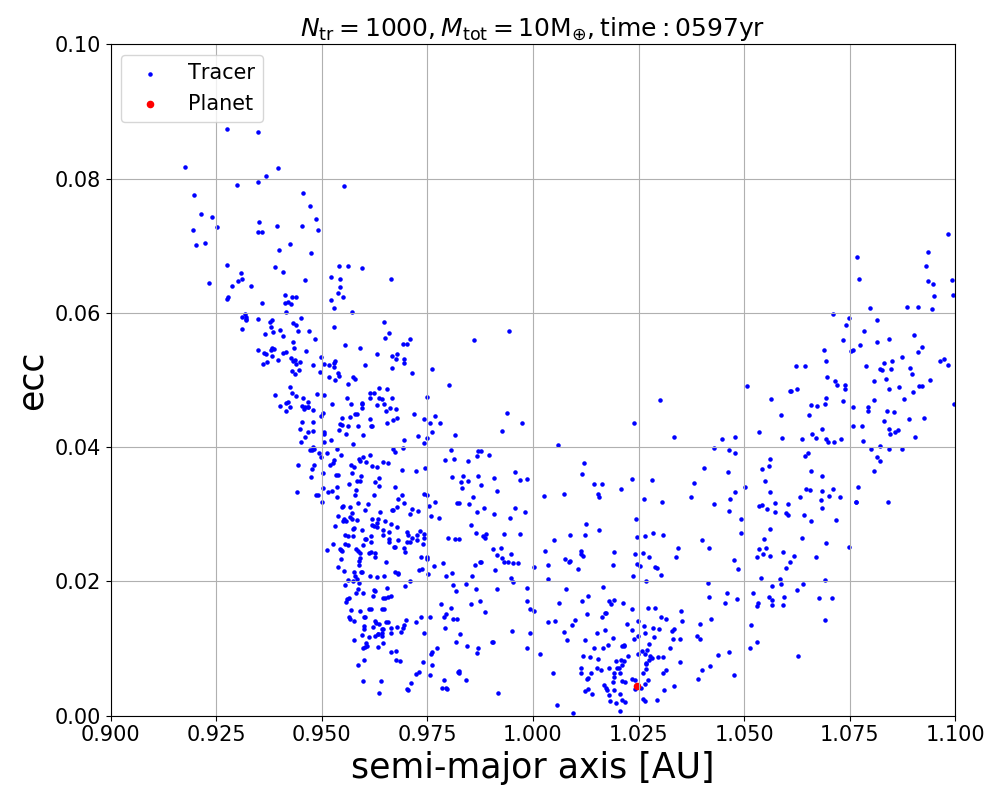 N_tr = 1000, M_tot = 10M_⊕, time : 0597yr
0.10
Tracer
Planet
0.08
0.06
ecc
0.04
0.02
0.00
0.900 0.925 0.950 0.975 1.000 1.025 1.050 1.075 1.100
semi-major axis [AU]